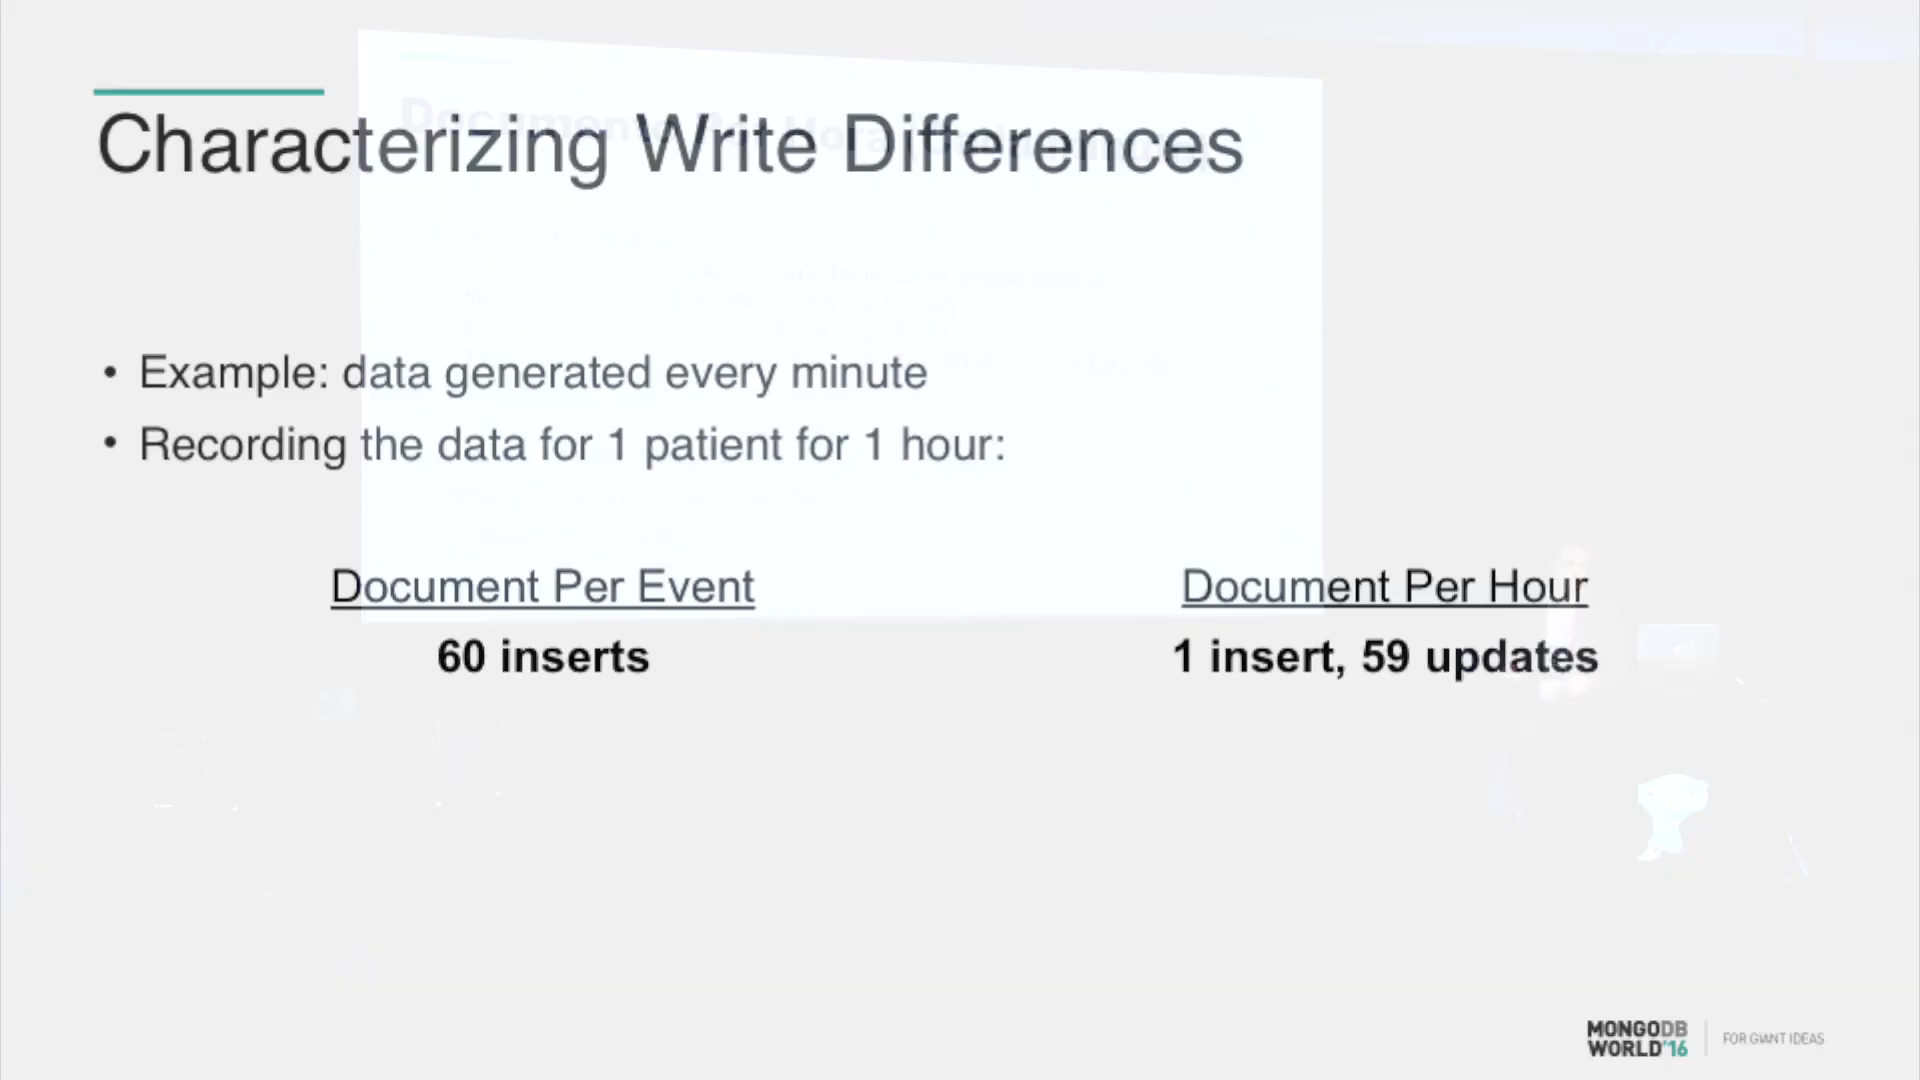 Characterizing Write Differences
• Example: data generated every minute
• Recording the data for 1 patient for 1 hour:
Document Per Event
60 inserts
Document Per Hour
1 insert, 59 updates
MONGODB
WORLD'16
FOR GIANT IDEAS